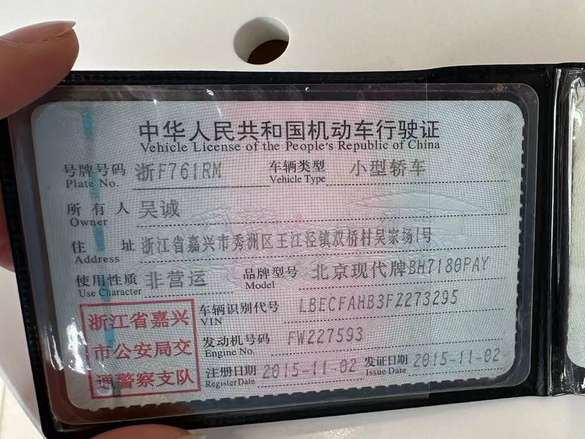 中华人民共和国机动车行驶证
Vehicle License of the People's Republic of China
号牌号码 浙F761RM 车辆类型 小型轿车
Plate No. Vehicle Type
所有人 吴诚
Owner
住址 浙江省嘉兴市秀洲区王江泾镇双桥村吴家场1号
使用性质 非营运 品牌型号 北京现代牌BH7180PAY
Use Character Model
浙江省嘉兴
市公安局交
通警察支队
车辆识别代号 LBECFAHB3FZ273295
VIN
发动机号码 FW227593
Engine No.
注册日期 2015-11-02 发证日期 2015-11-02
Register Date Issue Date